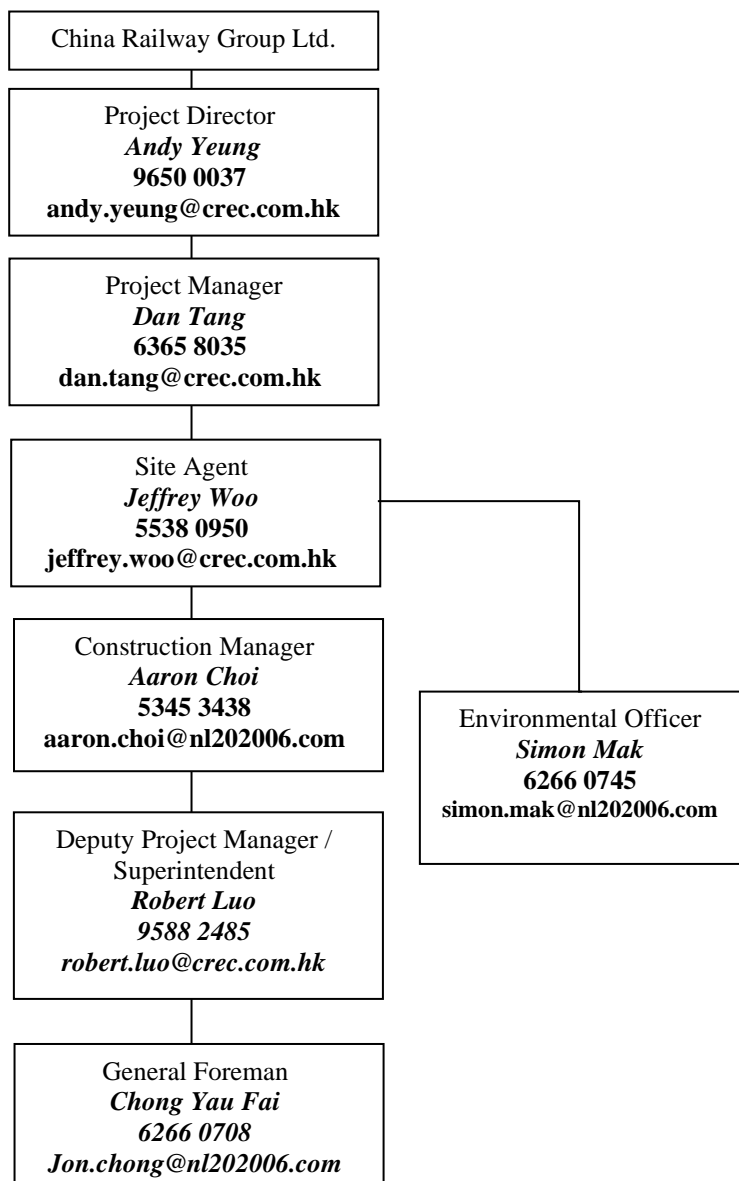 China Railway Group Ltd.
Project Director
Andy Yeung
9650 0037
andy.yeung@crec.com.hk
Project Manager
Dan Tang
6365 8035
dan.tang@crec.com.hk
Site Agent
Jeffrey Woo
5538 0950
jeffrey.woo@crec.com.hk
Construction Manager
Aaron Choi
5345 3438
aaron.choi@nl202006.com
Environmental Officer
Simon Mak
6266 0745
simon.mak@nl202006.com
Deputy Project Manager /
Superintendent
Robert Luo
9588 2485
robert.luo@crec.com.hk
General Foreman
Chong Yau Fai
6266 0708
Jon.chong@nl202006.com